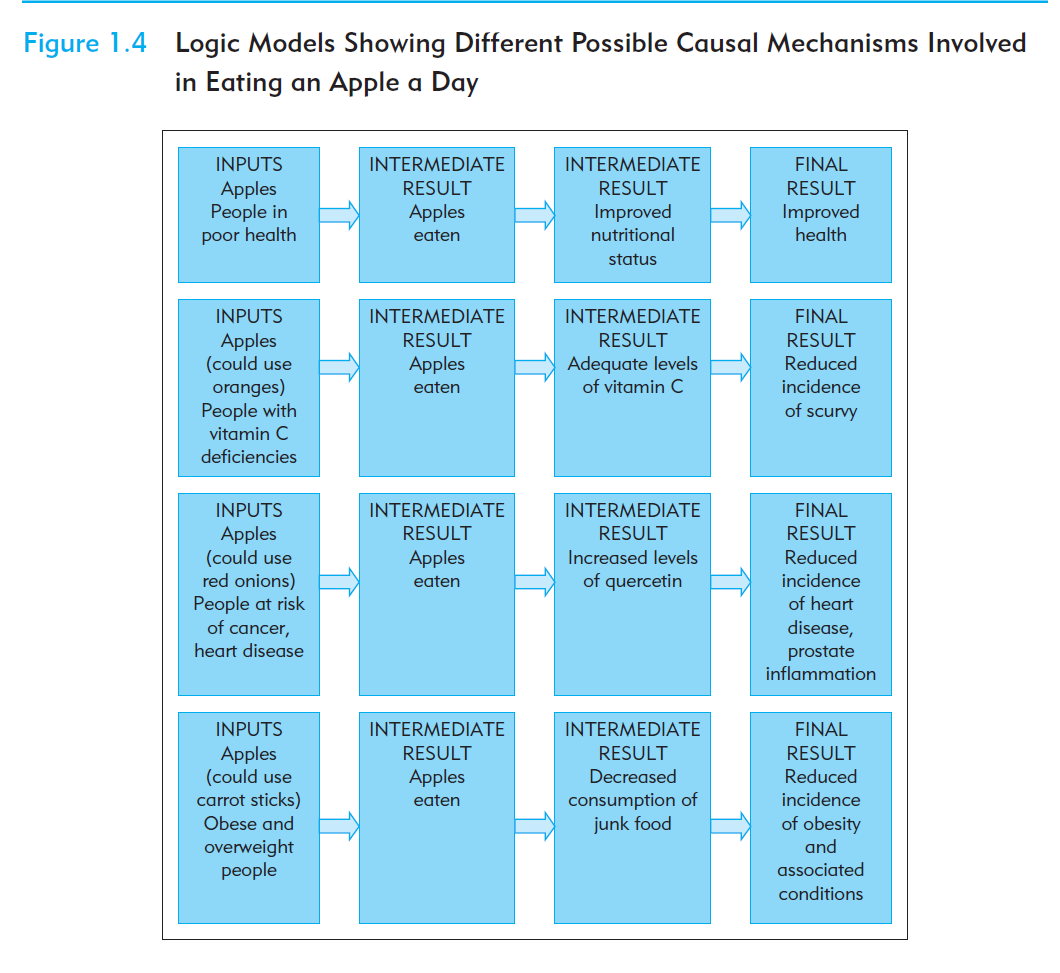 Figure 1.4 Logic Models Showing Different Possible Causal Mechanisms Involved
in Eating an Apple a Day
INPUTS
Apples
People in
poor health
INTERMEDIATE
RESULT
Apples
eaten
INTERMEDIATE
RESULT
Improved
nutritional
status
FINAL
RESULT
Improved
health
INPUTS
Apples
(could use
oranges)
People with
vitamin C
deficiencies
INTERMEDIATE
RESULT
Apples
eaten
INTERMEDIATE
RESULT
Adequate levels
of vitamin C
FINAL
RESULT
Reduced
incidence
of scurvy
INPUTS
Apples
(could use
red onions)
People at risk
of cancer,
heart disease
INTERMEDIATE
RESULT
Apples
eaten
INTERMEDIATE
RESULT
Increased levels
of quercetin
FINAL
RESULT
Reduced
incidence
of heart
disease,
prostate
inflammation
INPUTS
Apples
(could use
carrot sticks)
Obese and
overweight
people
INTERMEDIATE
RESULT
Apples
eaten
INTERMEDIATE
RESULT
Decreased
consumption of
junk food
FINAL
RESULT
Reduced
incidence
of obesity
and
associated
conditions